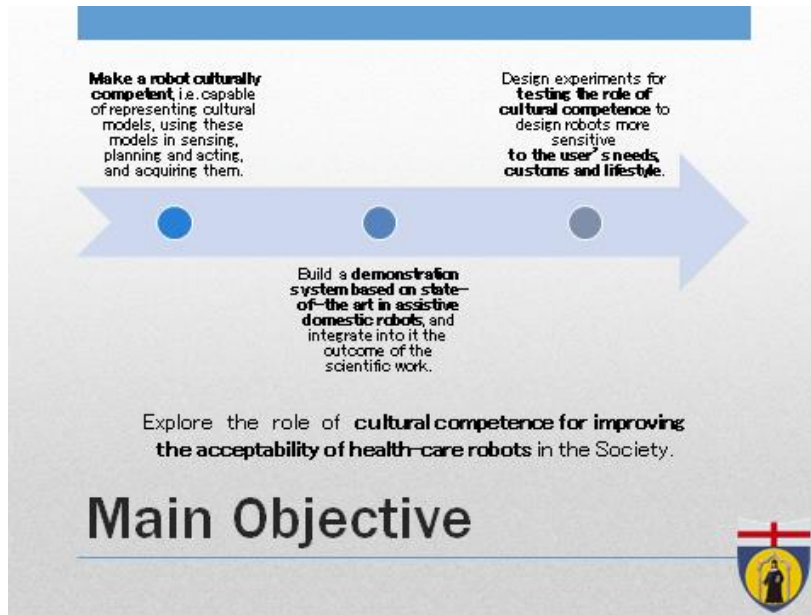 Make a robot culturally
competent, i.e. capable
of representing cultural
models, using these
models in sensing,
planning and acting,
and acquiring them.
Build a demonstration
system based on state-
of-the art in assistive
domestic robots, and
integrate into it the
outcome of the
scientific work.
Design experiments for
testing the role of
cultural competence to
design robots more
sensitive
to the user's needs,
customs and lifestyle.
Explore the role of cultural competence for improving
the acceptability of health-care robots in the Society.
Main Objective